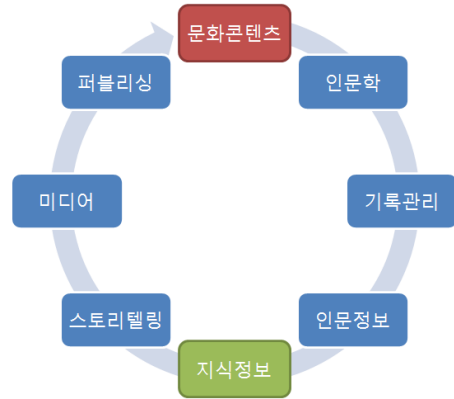 문화콘텐츠
인문학
기록관리
인문정보
지식정보
스토리텔링
미디어
퍼블리싱